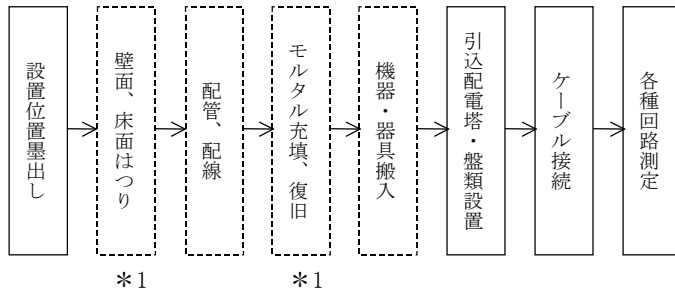 設置位置墨出し
壁面、床面はつり
配管、配線
モルタル充填、復旧
機器・器具搬入
引込配電塔・盤類設置
ケーブル接続
各種回路測定
＊1
＊1